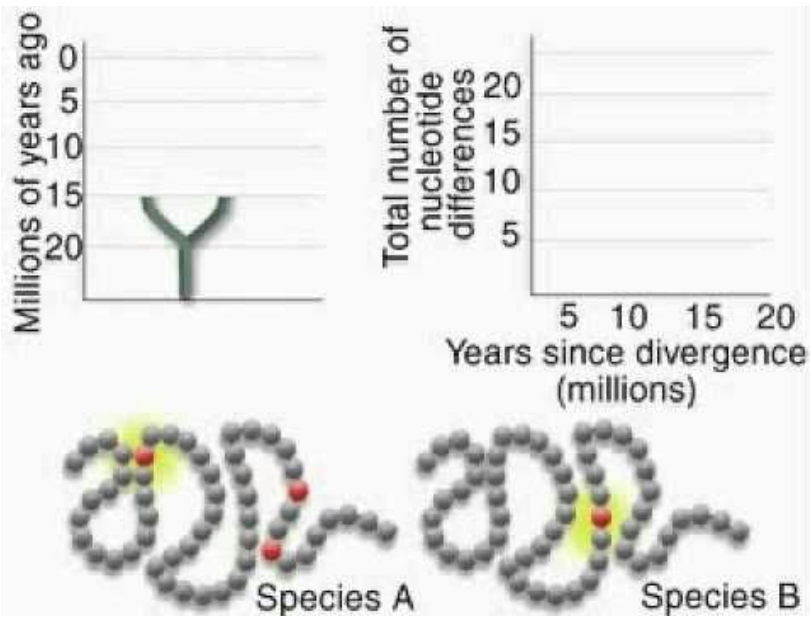 Millions of years ago
0
5
10
15
20
Total number of
nucleotide
differences
20
15
10
5
5 10 15 20
Years since divergence
(millions)
Species A
Species B